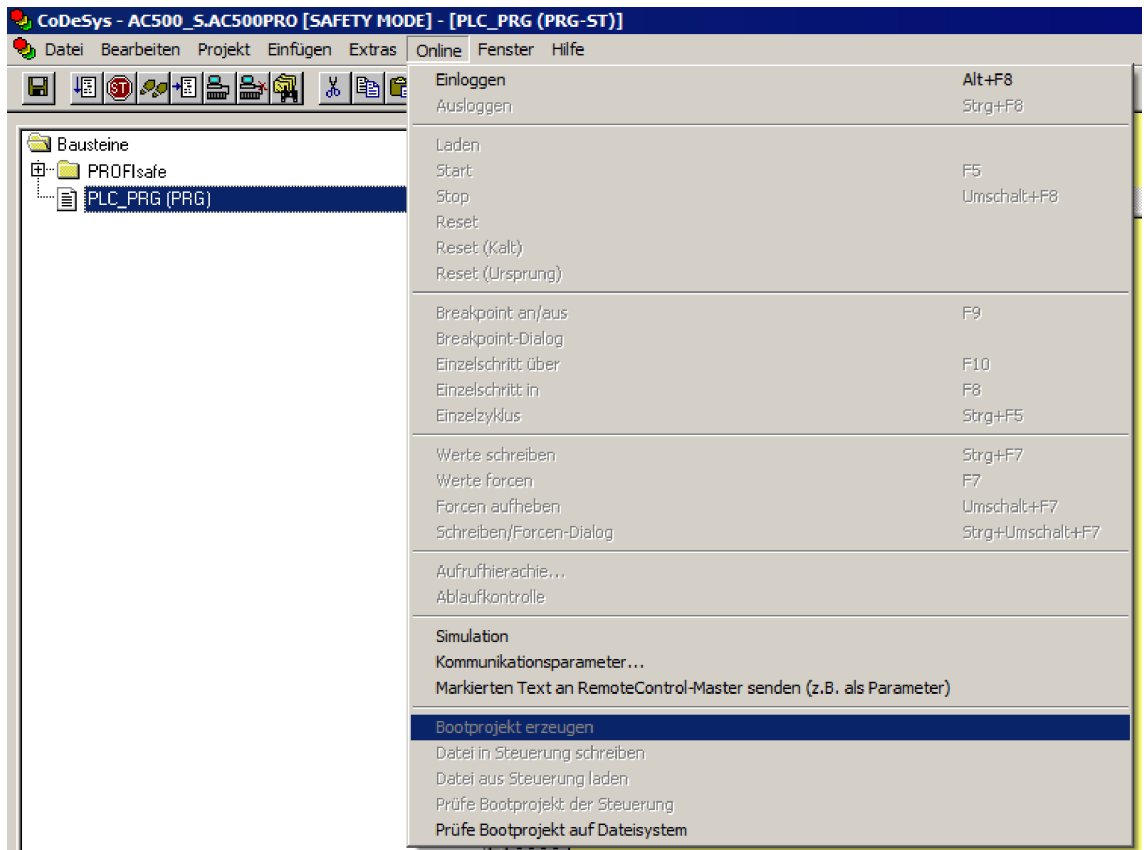 CoDeSys - AC500_S.AC500PRO [SAFETY MODE] - [PLC_PRG (PRG-ST)]
Datei Bearbeiten Projekt Einfügen Extras Online Fenster Hilfe
Bausteine
PROFIsafe
PLC_PRG (PRG)
Einloggen Alt+F8
Ausloggen Strg+F8
Laden
Start F5
Stop Umschalt+F8
Reset
Reset (Kalt)
Reset (Ursprung)
Breakpoint an/aus F9
Breakpoint-Dialog
Einzelschritt über F10
Einzelschritt in F8
Einzelzyklus Strg+F5
Werte schreiben Strg+F7
Werte forcen F7
Forcen aufheben Umschalt+F7
Schreiben/Forcen-Dialog Strg+Umschalt+F7
Aufrufhierachie...
Ablaufkontrolle
Simulation
Kommunikationsparameter...
Markierten Text an RemoteControl-Master senden (z.B. als Parameter)
Bootprojekt erzeugen
Datei in Steuerung schreiben
Datei aus Steuerung laden
Prüfe Bootprojekt der Steuerung
Prüfe Bootprojekt auf Dateisystem